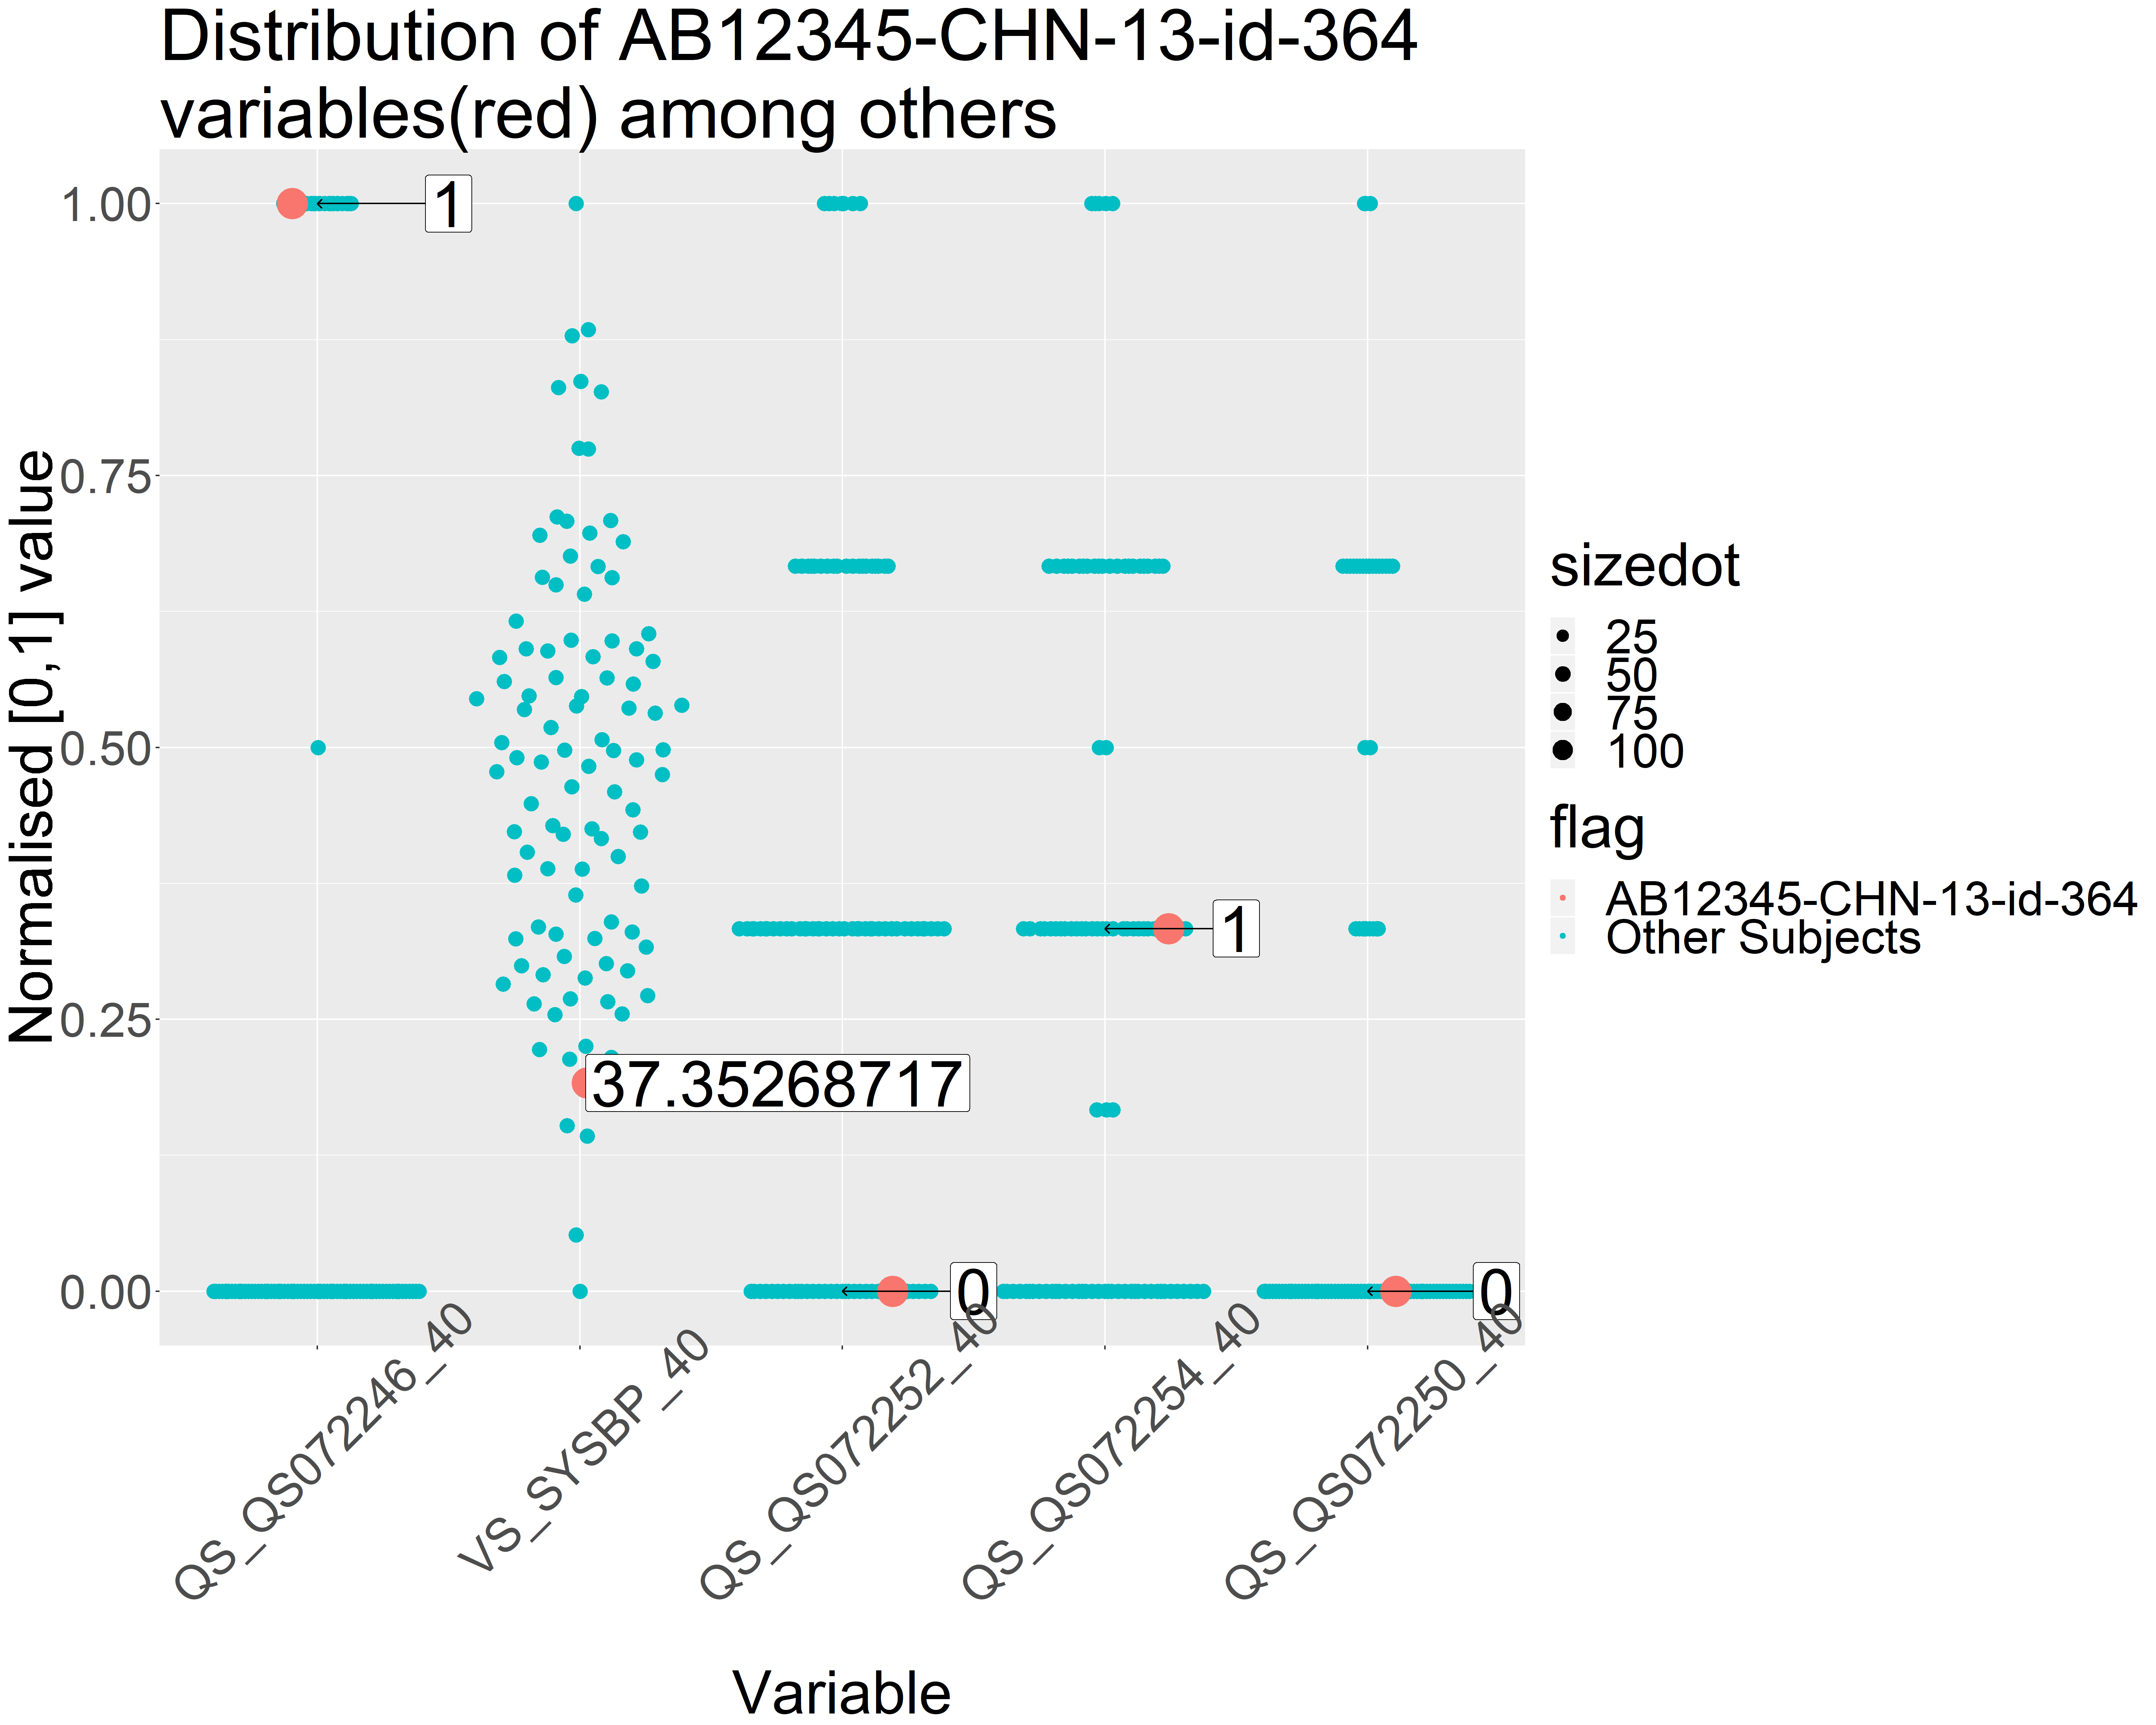 Distribution of AB12345-CHN-13-id-364
variables(red) among others
Normalised [0,1] value
1.00
0.75
0.50
0.25
0.00
1
37.35268717
0
1
0
QS_QS072246_40
VS_SYSBP_40
QS_QS072252_40
QS_QS072254_40
QS_QS072250_40
Variable
sizedot
25
50
75
100
flag
AB12345-CHN-13-id-364
Other Subjects